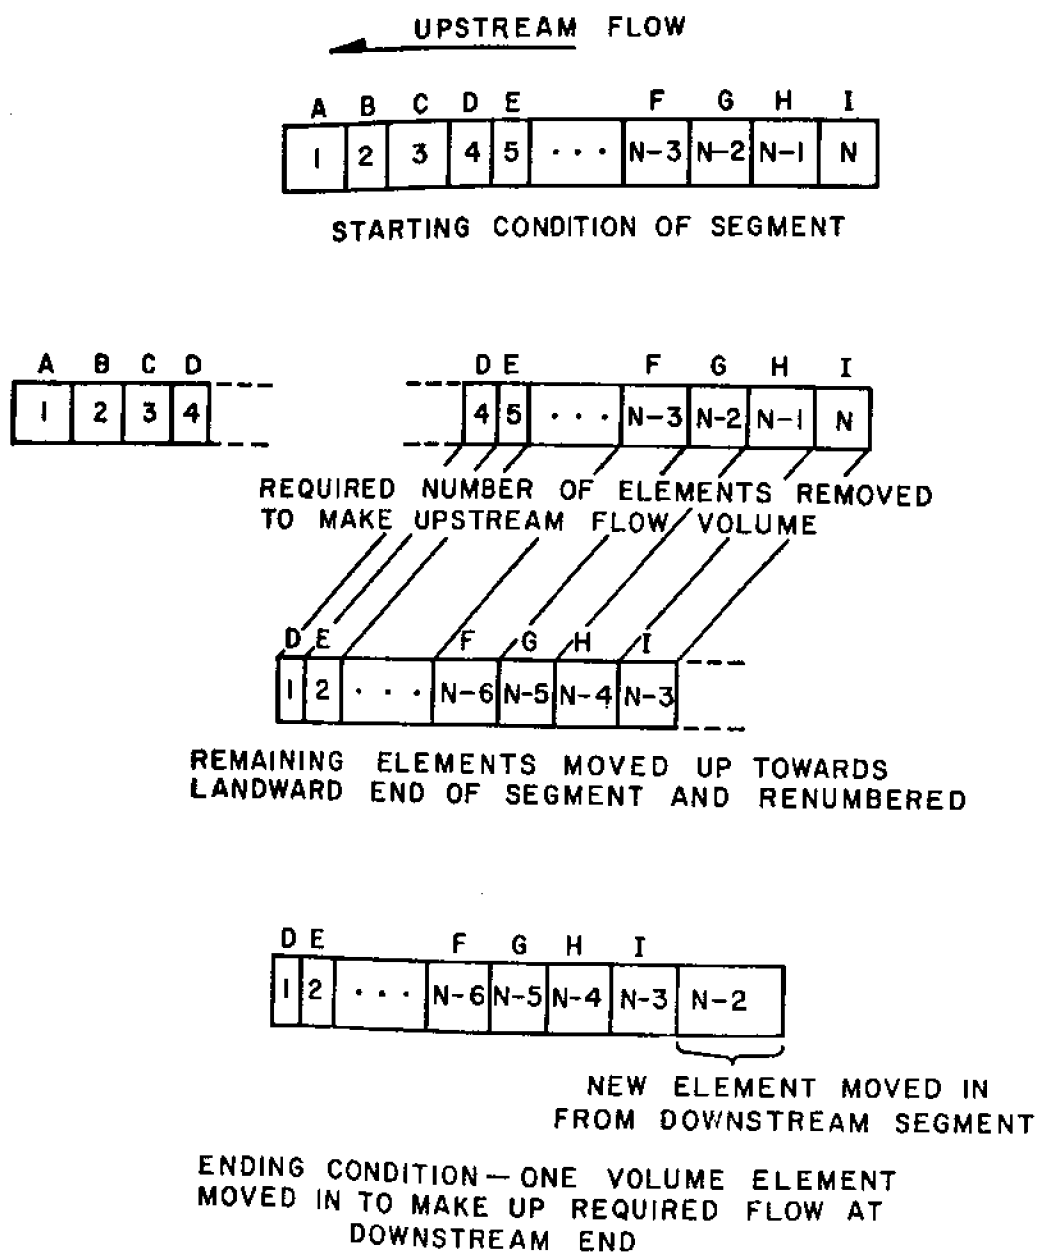 UPSTREAM FLOW
A B C D E F G H I
1 2 3 4 5 ... N-3 N-2 N-1 N
STARTING CONDITION OF SEGMENT
A B C D D E F G H I
1 2 3 4 4 5 ... N-3 N-2 N-1 N
REQUIRED NUMBER OF ELEMENTS REMOVED
TO MAKE UPSTREAM FLOW VOLUME
D E F G H I
1 2 ... N-6 N-5 N-4 N-3
REMAINING ELEMENTS MOVED UP TOWARDS
LANDWARD END OF SEGMENT AND RENUMBERED
D E F G H I
1 2 ... N-6 N-5 N-4 N-3 N-2
NEW ELEMENT MOVED IN
FROM DOWNSTREAM SEGMENT
ENDING CONDITION — ONE VOLUME ELEMENT
MOVED IN TO MAKE UP REQUIRED FLOW AT
DOWNSTREAM END